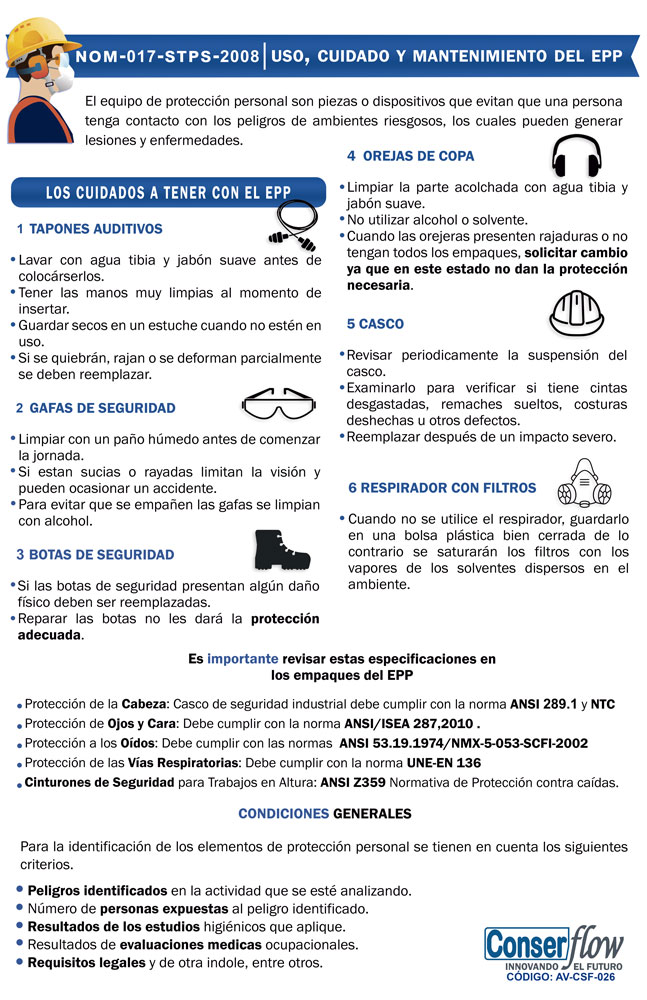 NOM-017-STPS-2008 | USO, CUIDADO Y MANTENIMIENTO DEL EPP
El equipo de protección personal son piezas o dispositivos que evitan que una persona
tenga contacto con los peligros de ambientes riesgosos, los cuales pueden generar
lesiones y enfermedades.
LOS CUIDADOS A TENER CON EL EPP
1 TAPONES AUDITIVOS
• Lavar con agua tibia y jabón suave antes de
colocárserlos.
• Tener las manos muy limpias al momento de
insertar.
• Guardar secos en un estuche cuando no estén en
uso.
• Si se quiebrán, rajan o se deforman parcialmente
se deben reemplazar.
2 GAFAS DE SEGURIDAD
• Limpiar con un paño húmedo antes de comenzar
la jornada.
• Si estan sucias o rayadas limitan la visión y
pueden ocasionar un accidente.
• Para evitar que se empañen las gafas se limpian
con alcohol.
3 BOTAS DE SEGURIDAD
• Si las botas de seguridad presentan algún daño
físico deben ser reemplazadas.
• Reparar las botas no les dará la protección
adecuada.
4 OREJAS DE COPA
• Limpiar la parte acolchada con agua tibia y
jabón suave.
• No utilizar alcohol o solvente.
• Cuando las orejeras presenten rajaduras o no
tengan todos los empaques, solicitar cambio
ya que en este estado no dan la protección
necesaria.
5 CASCO
• Revisar periodicamente la suspensión del
casco.
• Examinarlo para verificar si tiene cintas
desgastadas, remaches sueltos, costuras
deshechas u otros defectos.
• Reemplazar después de un impacto severo.
6 RESPIRADOR CON FILTROS
• Cuando no se utilice el respirador, guardarlo
en una bolsa plástica bien cerrada de lo
contrario se saturarán los filtros con los
vapores de los solventes dispersos en el
ambiente.
Es importante revisar estas especificaciones en
los empaques del EPP
• Protección de la Cabeza: Casco de seguridad industrial debe cumplir con la norma ANSI 289.1 y NTC
• Protección de Ojos y Cara: Debe cumplir con la norma ANSI/ISEA 287,2010 .
• Protección a los Oídos: Debe cumplir con las normas ANSI 53.19.1974/NMX-5-053-SCFI-2002
• Protección de las Vías Respiratorias: Debe cumplir con la norma UNE-EN 136
• Cinturones de Seguridad para Trabajos en Altura: ANSI Z359 Normativa de Protección contra caídas.
CONDICIONES GENERALES
Para la identificación de los elementos de protección personal se tienen en cuenta los siguientes
criterios.
• Peligros identificados en la actividad que se esté analizando.
• Número de personas expuestas al peligro identificado.
• Resultados de los estudios higiénicos que aplique.
• Resultados de evaluaciones medicas ocupacionales.
• Requisitos legales y de otra indole, entre otros.
Conserflow
INNOVANDO EL FUTURO
CÓDIGO: AV-CSF-026